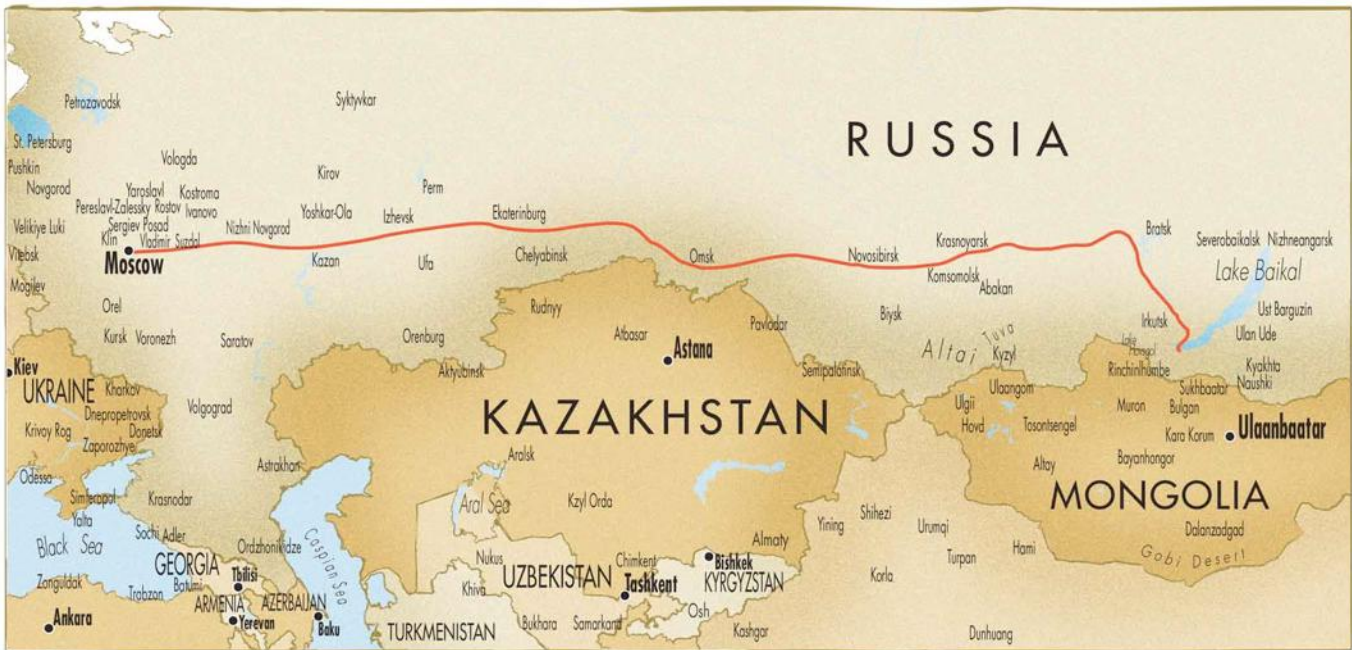 Petrozavodsk
Syktyvkar
St. Petersburg
RUSSIA
Pushkin
Vologda
Novgorod
Kirov
Perm
Yaroslavl
Kostroma
Pereslavl-Zalessky
Rostov
Ivanovo
Yoshkar-Ola
Izhevsk
Ekaterinburg
Velikiye Luki
Sergiev Posad
Nizhni Novgorod
Bratsk
Klin
Vladimir
Suzdal
Krasnoyarsk
Severobaikalsk
Nizhneangarsk
Vitebsk
Moscow
Kazan
Ufa
Chelyabinsk
Omsk
Novosibirsk
Lake Baikal
Mogilev
Komsomolsk
Abakan
Orel
Rudnyy
Biysk
Ust Barguzin
Kursk
Voronezh
Saratov
Orenburg
Atbasar
Pavlodar
Irkutsk
Ulan Ude
Altai
Tuva
Kyzyl
Lake
Kiev
Aktyubinsk
Astana
Semipalatinsk
Rinchinlhumbe
Kyakhta
UKRAINE
Kharkov
Ulaangom
Sukhbaatar
Naushki
Volgograd
KAZAKHSTAN
Ulgii
Muron
Bulgan
Dnepropetrovsk
Hovd
Tosontsengel
Krivoy Rog
Donetsk
Kara Korum
Ulaanbaatar
Zaporozhye
Astrakhan
Aralsk
Altay
Bayanhongor
Odessa
Simferopol
Krasnodar
Aral Sea
Kzyl Orda
MONGOLIA
Yalta
Shihezi
Yining
Urumqi
Dalanzadgad
Black Sea
Sochi
Adler
Ordzhonikidze
Caspian Sea
Almaty
Hami
Gobi Desert
GEORGIA
Nukus
Chimkent
Bishkek
Turpan
Zonguldak
Tbilisi
Batumi
Trabzon
Khiva
UZBEKISTAN
Tashkent
KYRGYZSTAN
Korla
ARMENIA
AZERBAIJAN
Osh
Ankara
Yerevan
Baku
TURKMENISTAN
Bukhara
Samarkand
Kashgar
Dunhuang